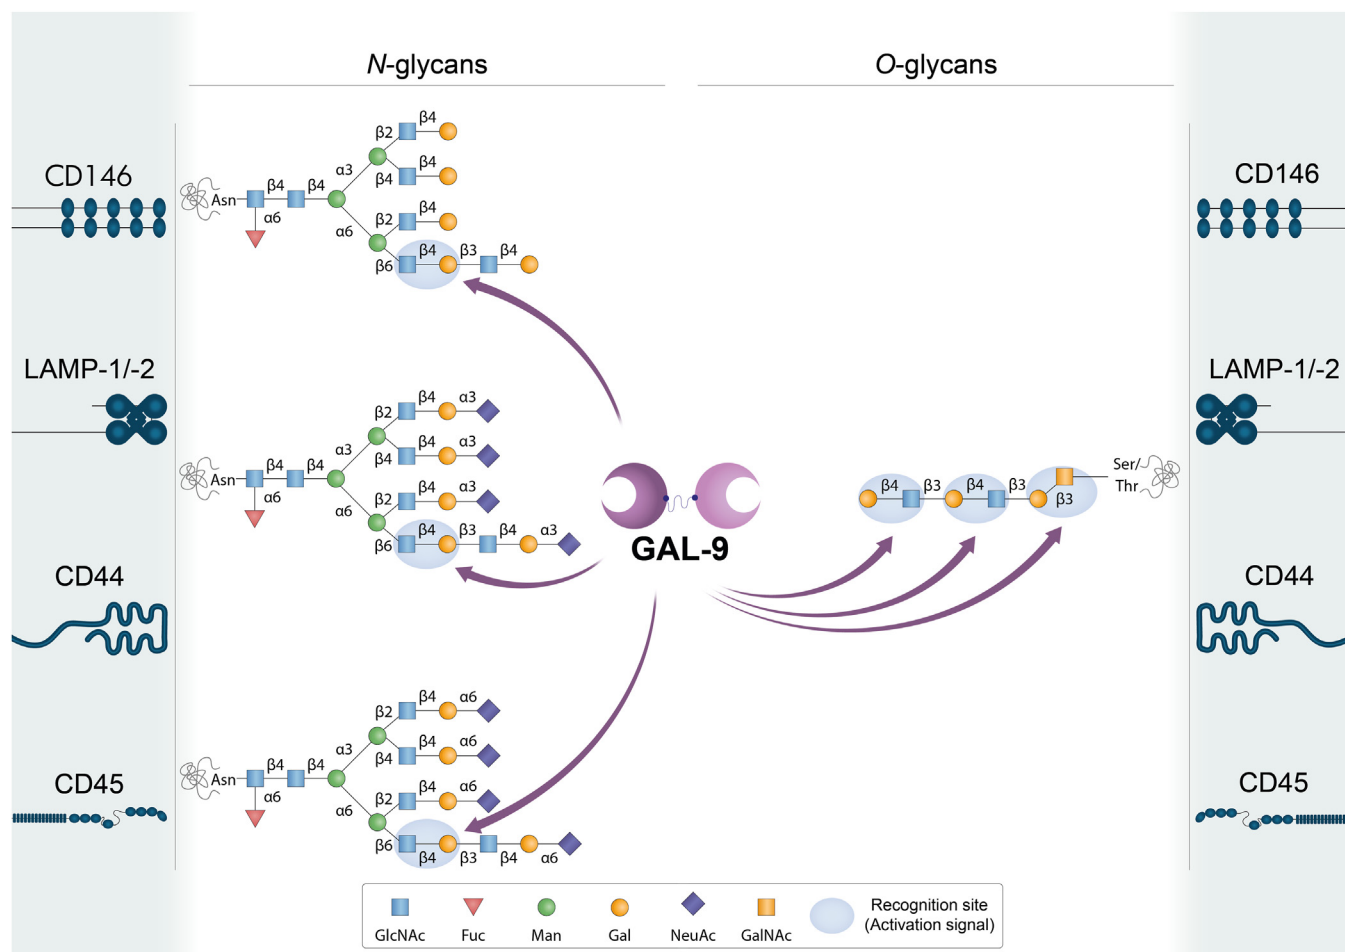 N-glycans
O-glycans
CD146
LAMP-1/-2
CD44
CD45
β2 β4
β4
β4
α3
Asn β4 β4
α6
α6
β2 β4
β6 β4 β3 β4
β2 β4 α3
β4 α3
β4
α3
Asn β4 β4
α6
α6
β2 β4 α3
β6 β4 β3 β4 α3
β2 β4 α6
β4 α6
β4
α3
Asn β4 β4
α6
α6
β2 β4 α6
β6 β4 β3 β4 α6
GAL-9
β4 β3 β4 β3 β3
Ser/
Thr
CD146
LAMP-1/-2
CD44
CD45
GlcNAc
Fuc
Man
Gal
NeuAc
GalNAc
Recognition site
(Activation signal)